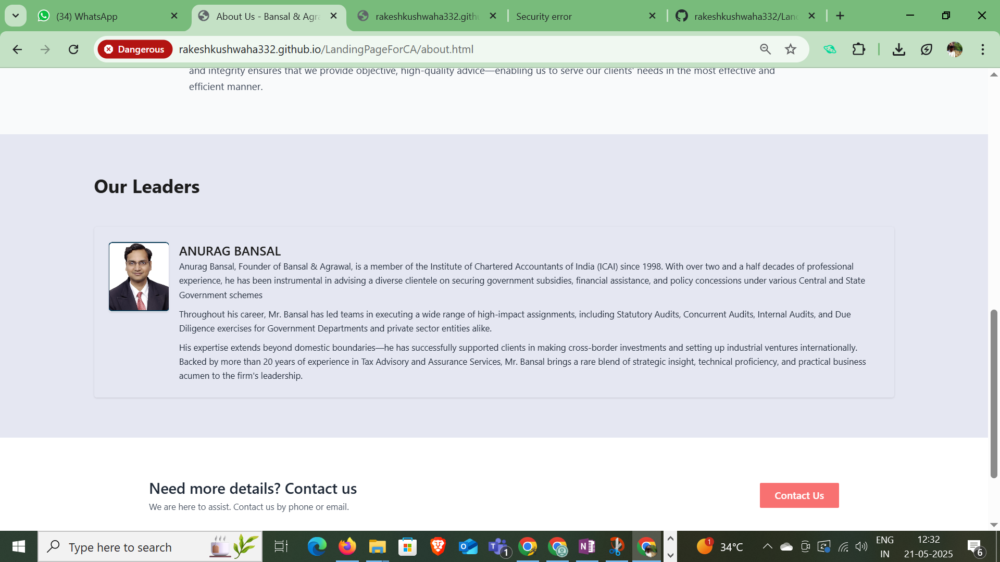 (34) WhatsApp
About Us - Bansal & Agra
rakeshkushwaha332.gith
Security error
rakeshkushwaha332/Lan
Dangerous
rakeshkushwaha332.github.io/LandingPageForCA/about.html
and integrity ensures that we provide objective, high-quality advice—enabling us to serve our clients' needs in the most effective and
efficient manner.
Our Leaders
ANURAG BANSAL
Anurag Bansal, Founder of Bansal & Agrawal, is a member of the Institute of Chartered Accountants of India (ICAI) since 1998. With over two and a half decades of professional
experience, he has been instrumental in advising a diverse clientele on securing government subsidies, financial assistance, and policy concessions under various Central and State
Government schemes
Throughout his career, Mr. Bansal has led teams in executing a wide range of high-impact assignments, including Statutory Audits, Concurrent Audits, Internal Audits, and Due
Diligence exercises for Government Departments and private sector entities alike.
His expertise extends beyond domestic boundaries—he has successfully supported clients in making cross-border investments and setting up industrial ventures internationally.
Backed by more than 20 years of experience in Tax Advisory and Assurance Services, Mr. Bansal brings a rare blend of strategic insight, technical proficiency, and practical business
acumen to the firm's leadership.
Need more details? Contact us
We are here to assist. Contact us by phone or email.
Contact Us
Type here to search
1
1
34°C
ENG
IN
12:32
21-05-2025
6